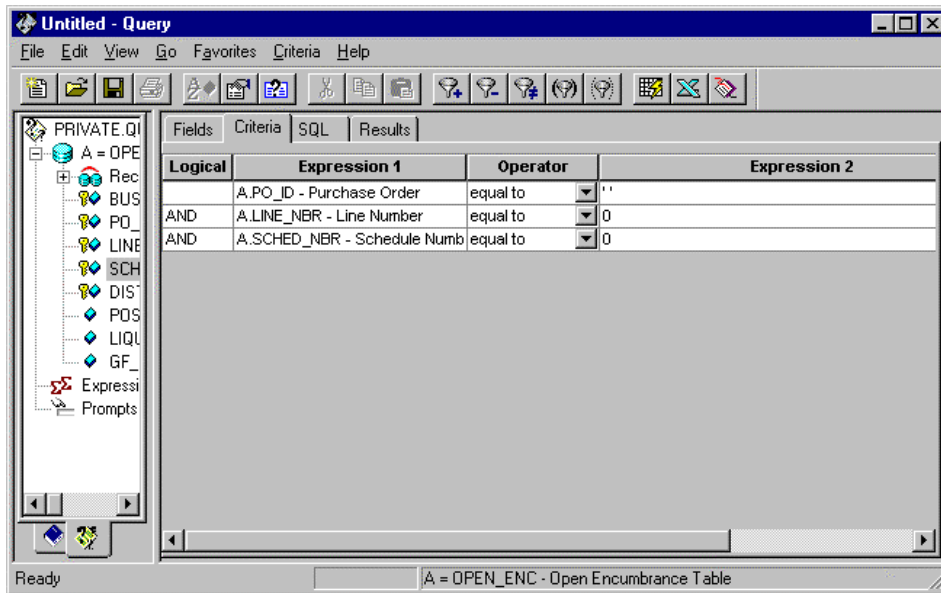 Untitled - Query
File Edit View Go Favorites Criteria Help
PRIVATE.QU
A = OPE
Rec
BUS
PO_
LINE
SCH
DIST
POS
LIQU
GF_
Expressi
Prompts
Fields Criteria SQL Results
Logical Expression 1 Operator Expression 2
A.PO_ID - Purchase Order equal to ' '
AND A.LINE_NBR - Line Number equal to 0
AND A.SCHED_NBR - Schedule Numb equal to 0
Ready A = OPEN_ENC - Open Encumbrance Table